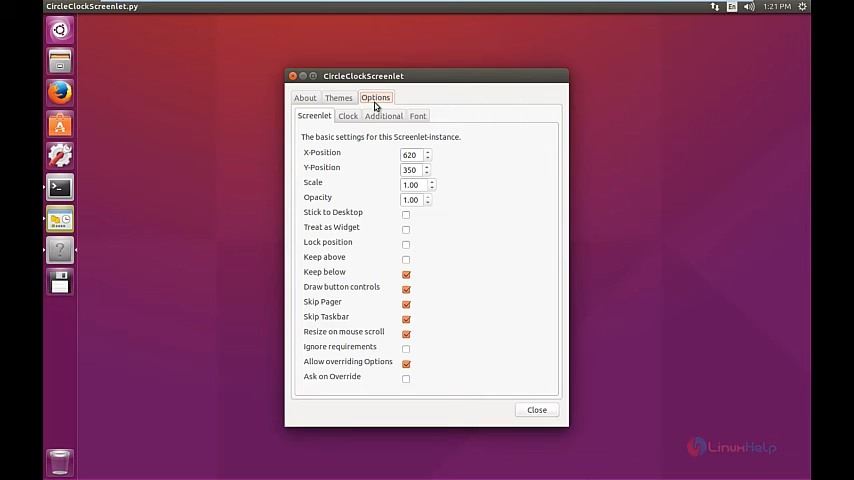 CircleClockScreenlet.py
En
1:21 PM
CircleClockScreenlet
About Themes Options
Screenlet Clock Additional Font
The basic settings for this Screenlet-instance.
X-Position 620
Y-Position 350
Scale 1.00
Opacity 1.00
Stick to Desktop
Treat as Widget
Lock position
Keep above
Keep below
Draw button controls
Skip Pager
Skip Taskbar
Resize on mouse scroll
Ignore requirements
Allow overriding Options
Ask on Override
Close
LinuxHelp